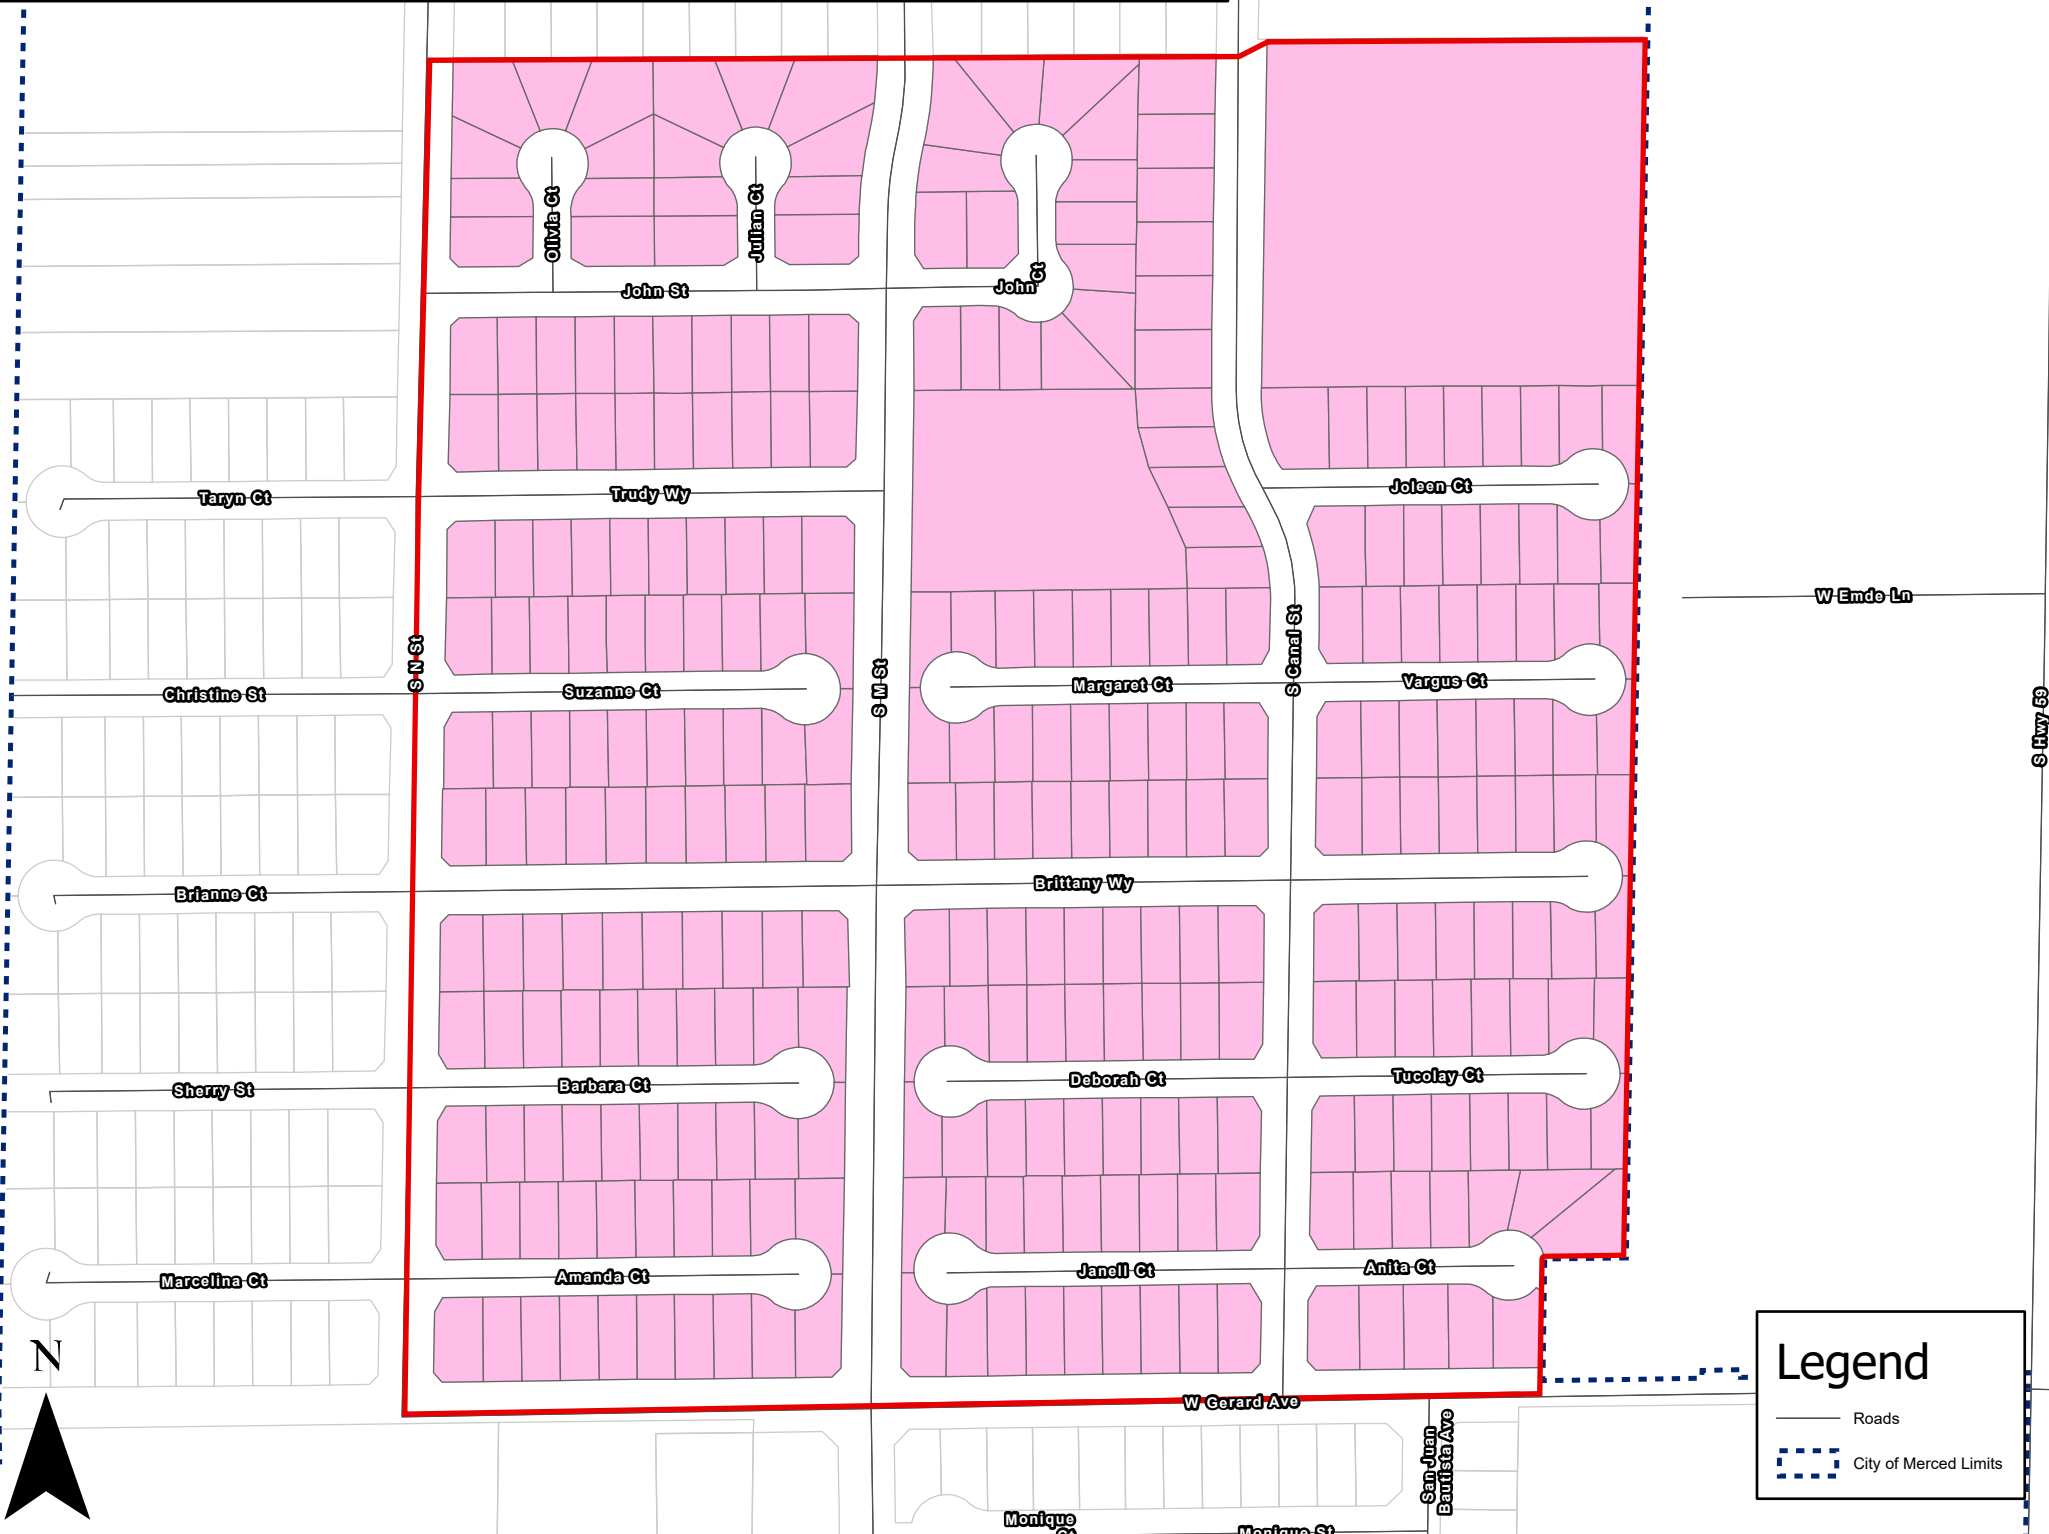 Olivia Ct
Julian Ct
John St
John Ct
Taryn Ct
Trudy Wy
Joleen Ct
W Emde Ln
S N St
S M St
S Canal St
Christine St
Suzanne Ct
Margaret Ct
Vargus Ct
S Hwy 59
Brianne Ct
Brittany Wy
Sherry St
Barbara Ct
Deborah Ct
Tucolay Ct
Marcelina Ct
Amanda Ct
Janell Ct
Anita Ct
N
W Gerard Ave
San Juan
Bautista Ave
Monique
Ct
Monique St
Legend
Roads
City of Merced Limits